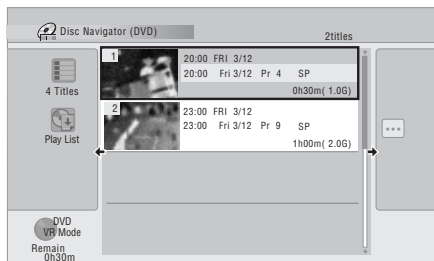 Disc Navigator (DVD)
2titles
4 Titles
Play List
DVD
VR Mode
Remain
0h30m
1
20:00 FRI 3/12
20:00 Fri 3/12 Pr 4 SP
0h30m( 1.0G)
2
23:00 FRI 3/12
23:00 Fri 3/12 Pr 9 SP
1h00m( 2.0G)